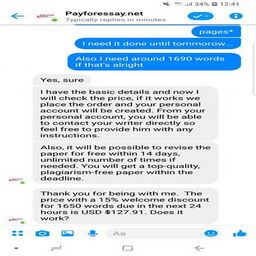 34% 12:41
Payforessay.net
Typically replies in minutes
pages*
I need it done until tommorow...
Also I need around 1690 words
if that's alright
Yes, sure
I have the basic details and now I
will check the price, if it works we
place the order and your personal
account will be created. From your
personal account, you will be able
to contact your writer directly so
feel free to provide him with any
instructions.
Also, it will be possible to revise the
paper for free within 14 days,
unlimited number of times if
needed. You will get a top-quality,
plagiarism-free paper within the
deadline.
Thank you for being with me. The
price with a 15% welcome discount
for 1650 words due in the next 24
hours is USD $127.91. Does it
work?
Aa